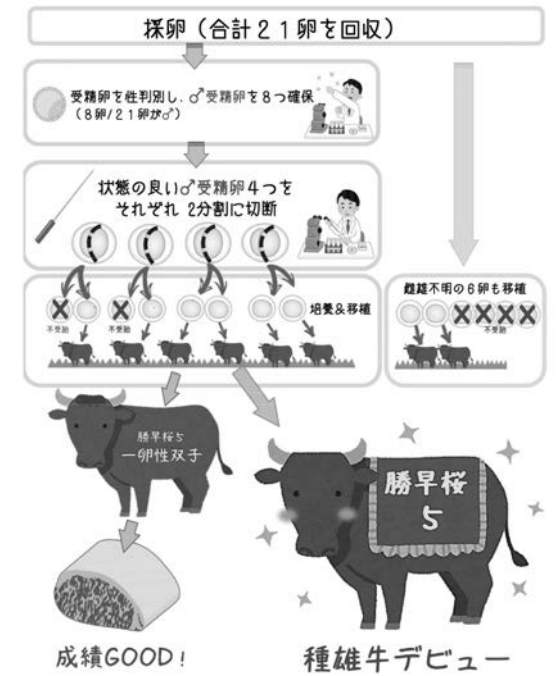 採卵（合計２１卵を回収）
受精卵を性判別し、♂受精卵を８つ確保
（８卵/２１卵が♂）
状態の良い♂受精卵４つを
それぞれ ２分割に切断
培養＆移植
不受胎
不受胎
雌雄不明の６卵も移植
不受胎
勝早桜５
一卵性双子
勝早桜
５
成績GOOD！
種雄牛デビュー